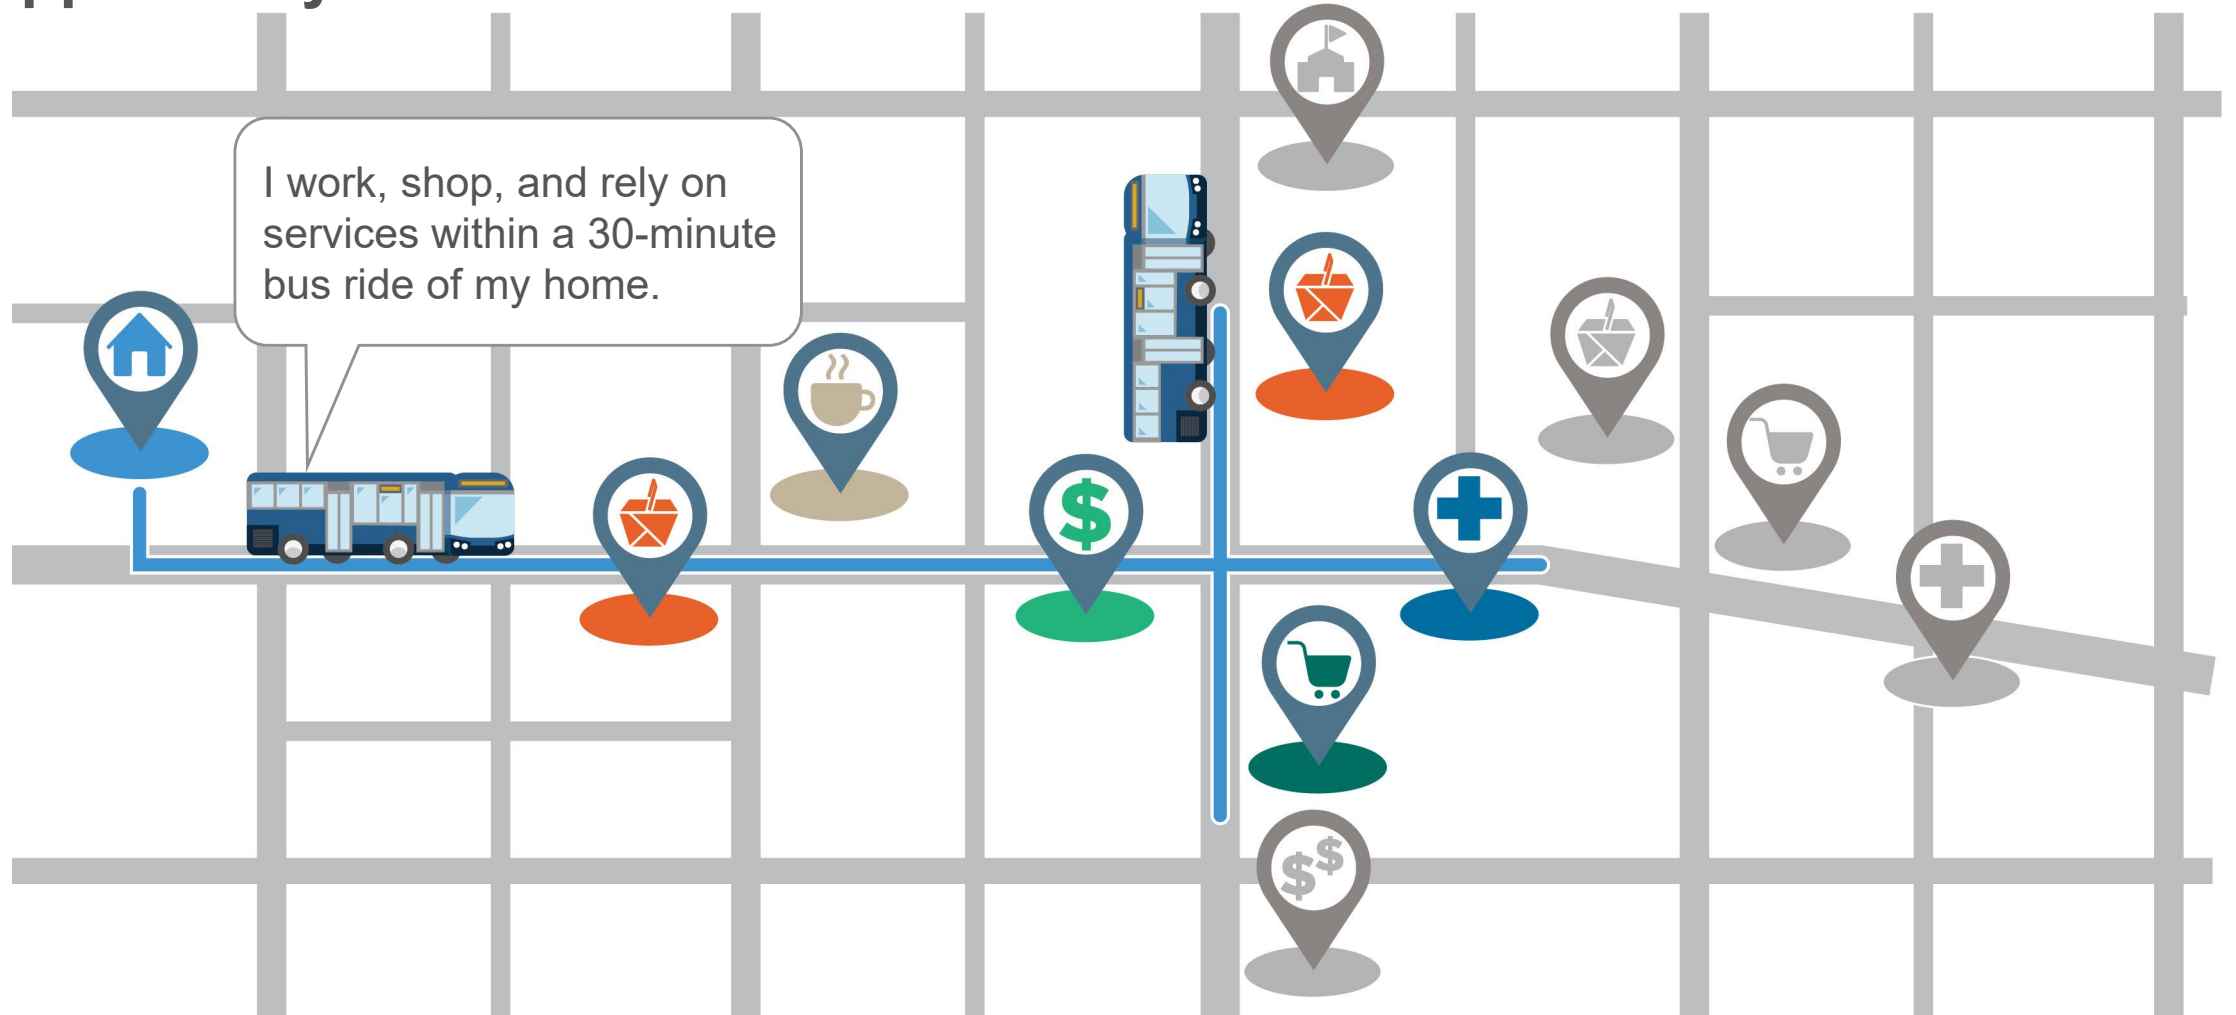 I work, shop, and rely on
services within a 30-minute
bus ride of my home.
$
$$